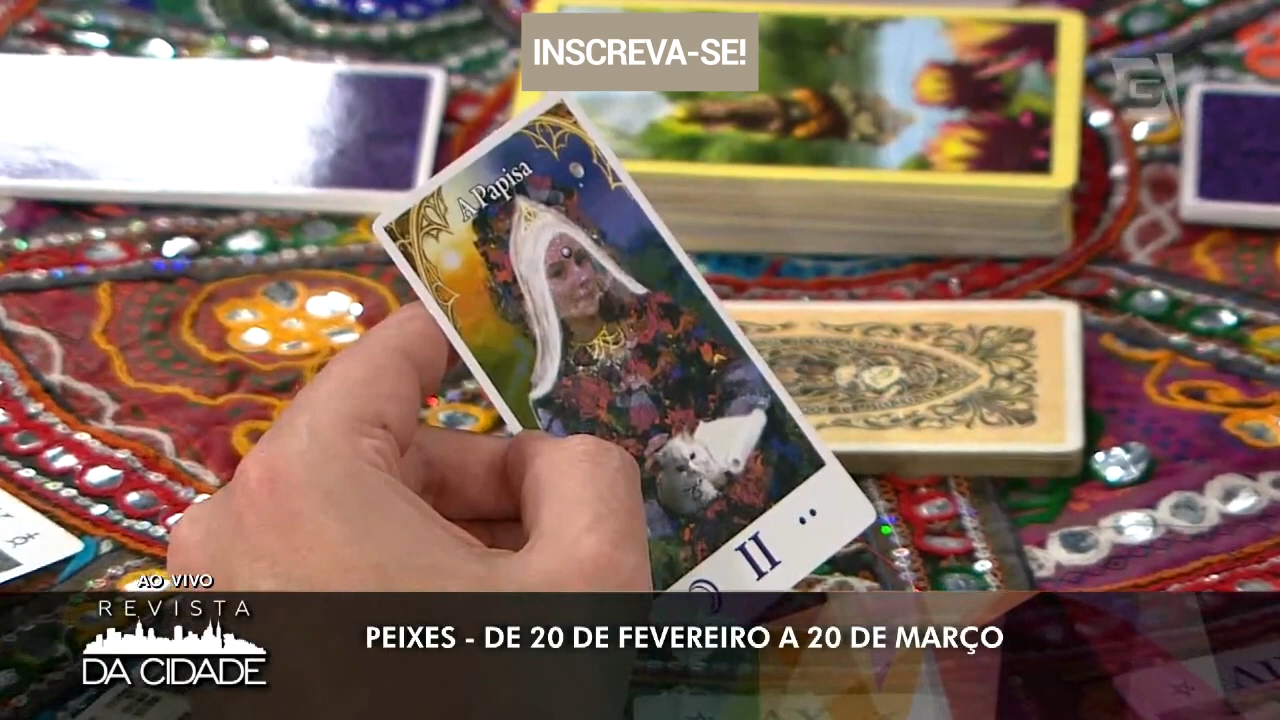 INSCREVA-SE!
A Papisa
II
AO VIVO
REVISTA
DA CIDADE
PEIXES - DE 20 DE FEVEREIRO A 20 DE MARÇO